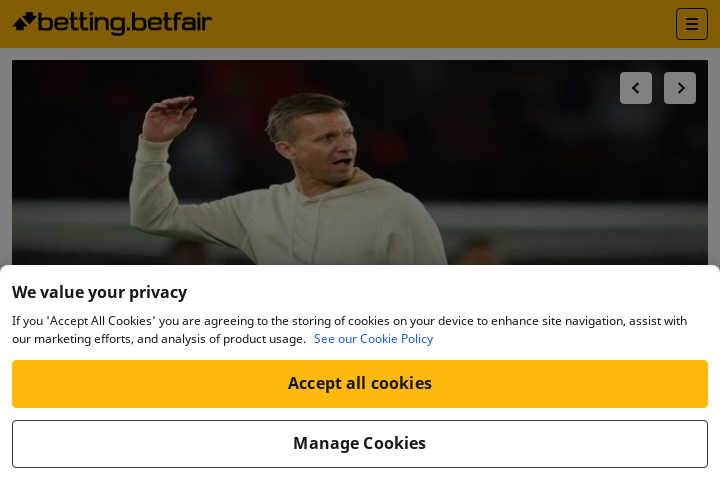 betting.betfair
We value your privacy
If you 'Accept All Cookies' you are agreeing to the storing of cookies on your device to enhance site navigation, assist with
our marketing efforts, and analysis of product usage. See our Cookie Policy
Accept all cookies
Manage Cookies